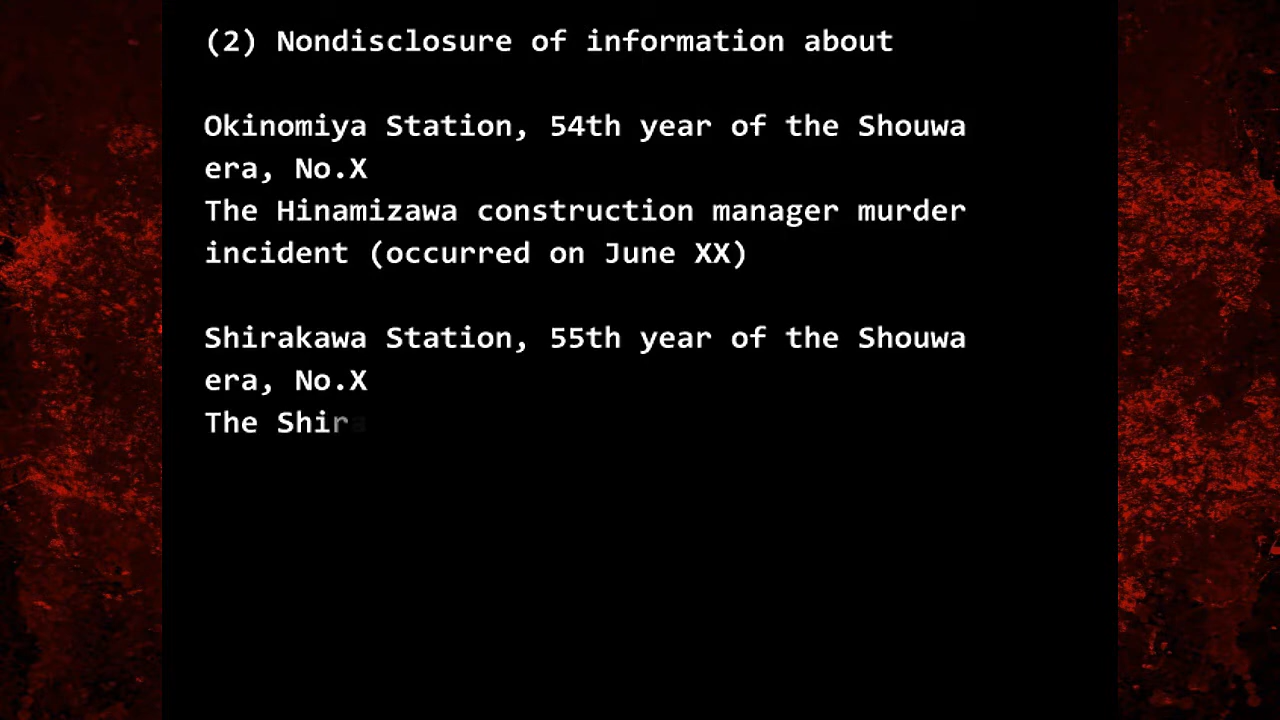 (2) Nondisclosure of information about
Okinomiya Station, 54th year of the Shouwa
era, No.X
The Hinamizawa construction manager murder
incident (occurred on June XX)
Shirakawa Station, 55th year of the Shouwa
era, No.X
The Shira